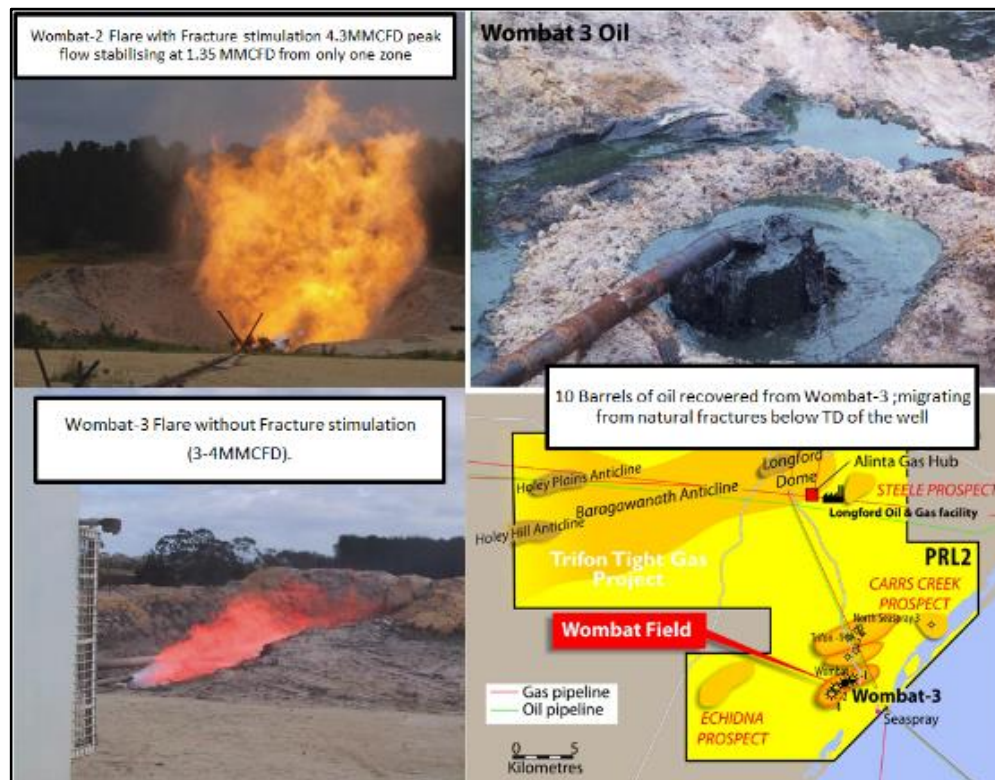 Wombat-2 Flare with Fracture stimulation 4.3MMCFD peak
flow stabilising at 1.35 MMCFD from only one zone
Wombat 3 Oil
Wombat-3 Flare without Fracture stimulation
(3-4MMCFD).
10 Barrels of oil recovered from Wombat-3 ;migrating
from natural fractures below TD of the well
Longford
Dome
Alinta Gas Hub
Holey Plains Anticline
STEELE PROSPECT
Baragawanath Anticline
Longford Oil & Gas facility
Holey Hill Anticline
Trifon Tight Gas
Project
PRL2
CARRS CREEK
PROSPECT
North Seaspray 3
Wombat Field
Trifon
Wombat
Wombat-3
Gas pipeline
Oil pipeline
Seaspray
ECHIDNA
PROSPECT
0 5
Kilometres